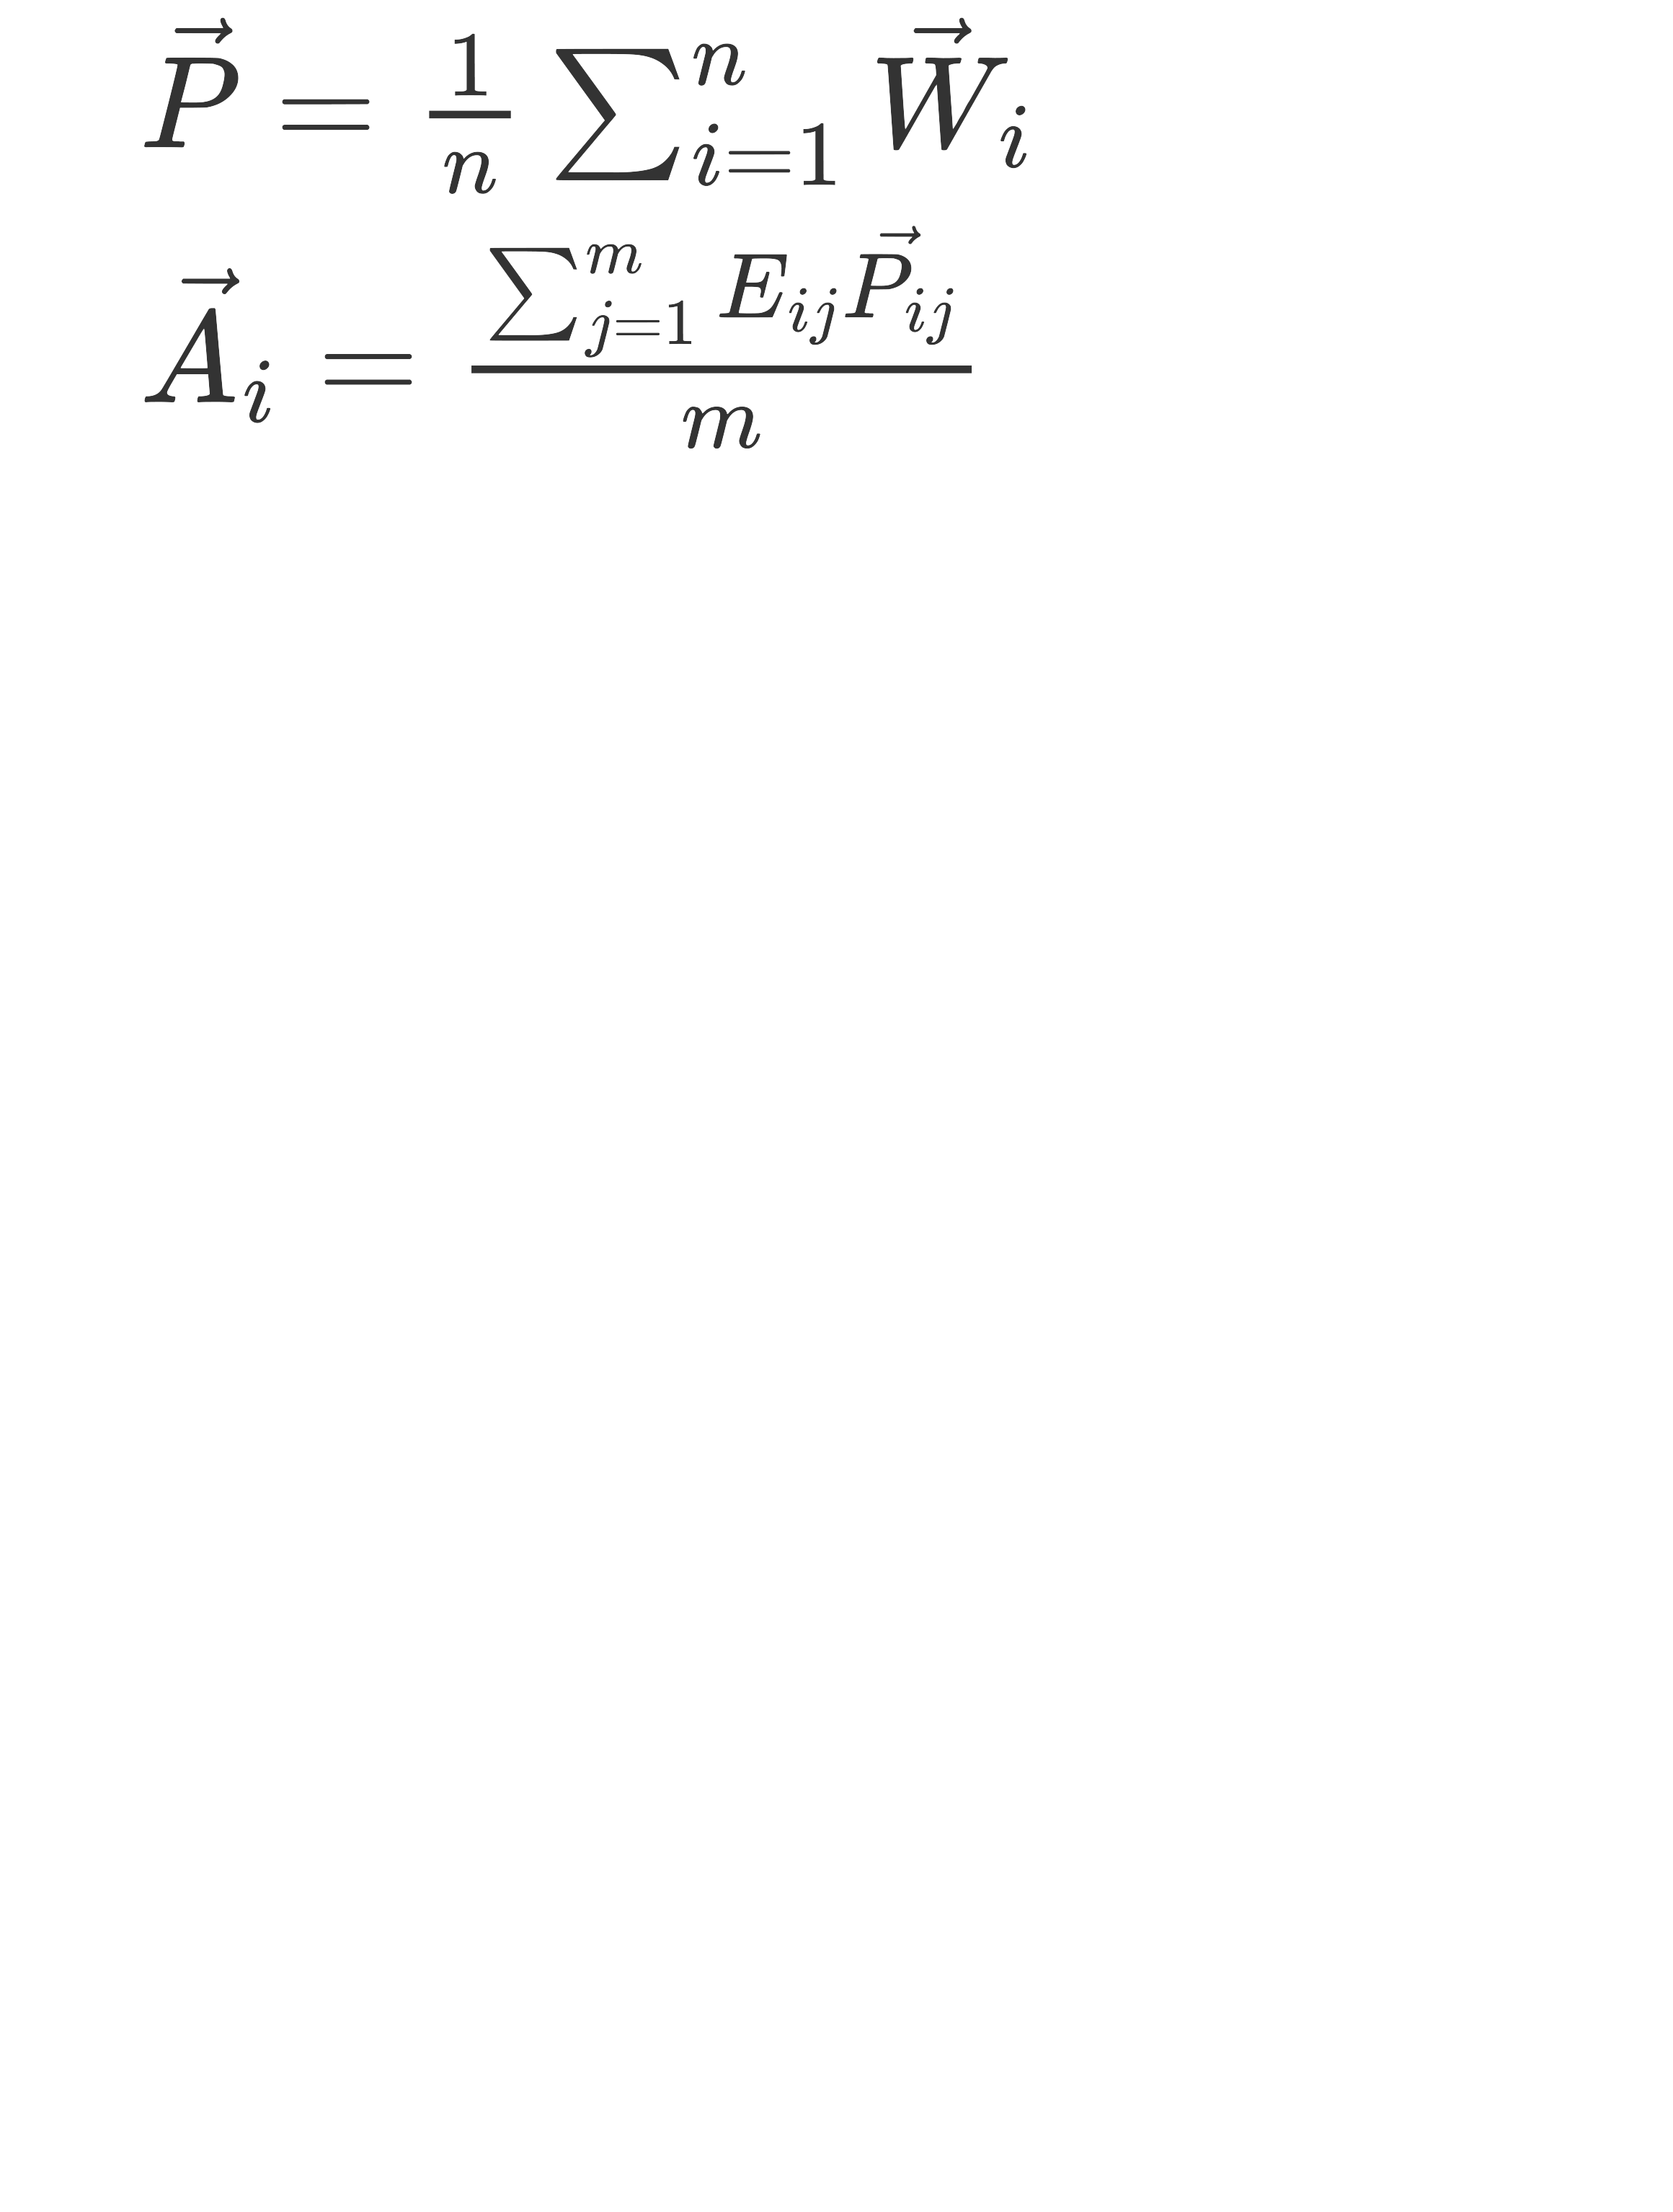 $\vec{P} = \frac{1}{n} \sum_{i=1}^{n} \vec{W}_i$
$\vec{A}_i = \frac{\sum_{j=1}^{m} E_{ij} \vec{P}_{ij}}{m}$